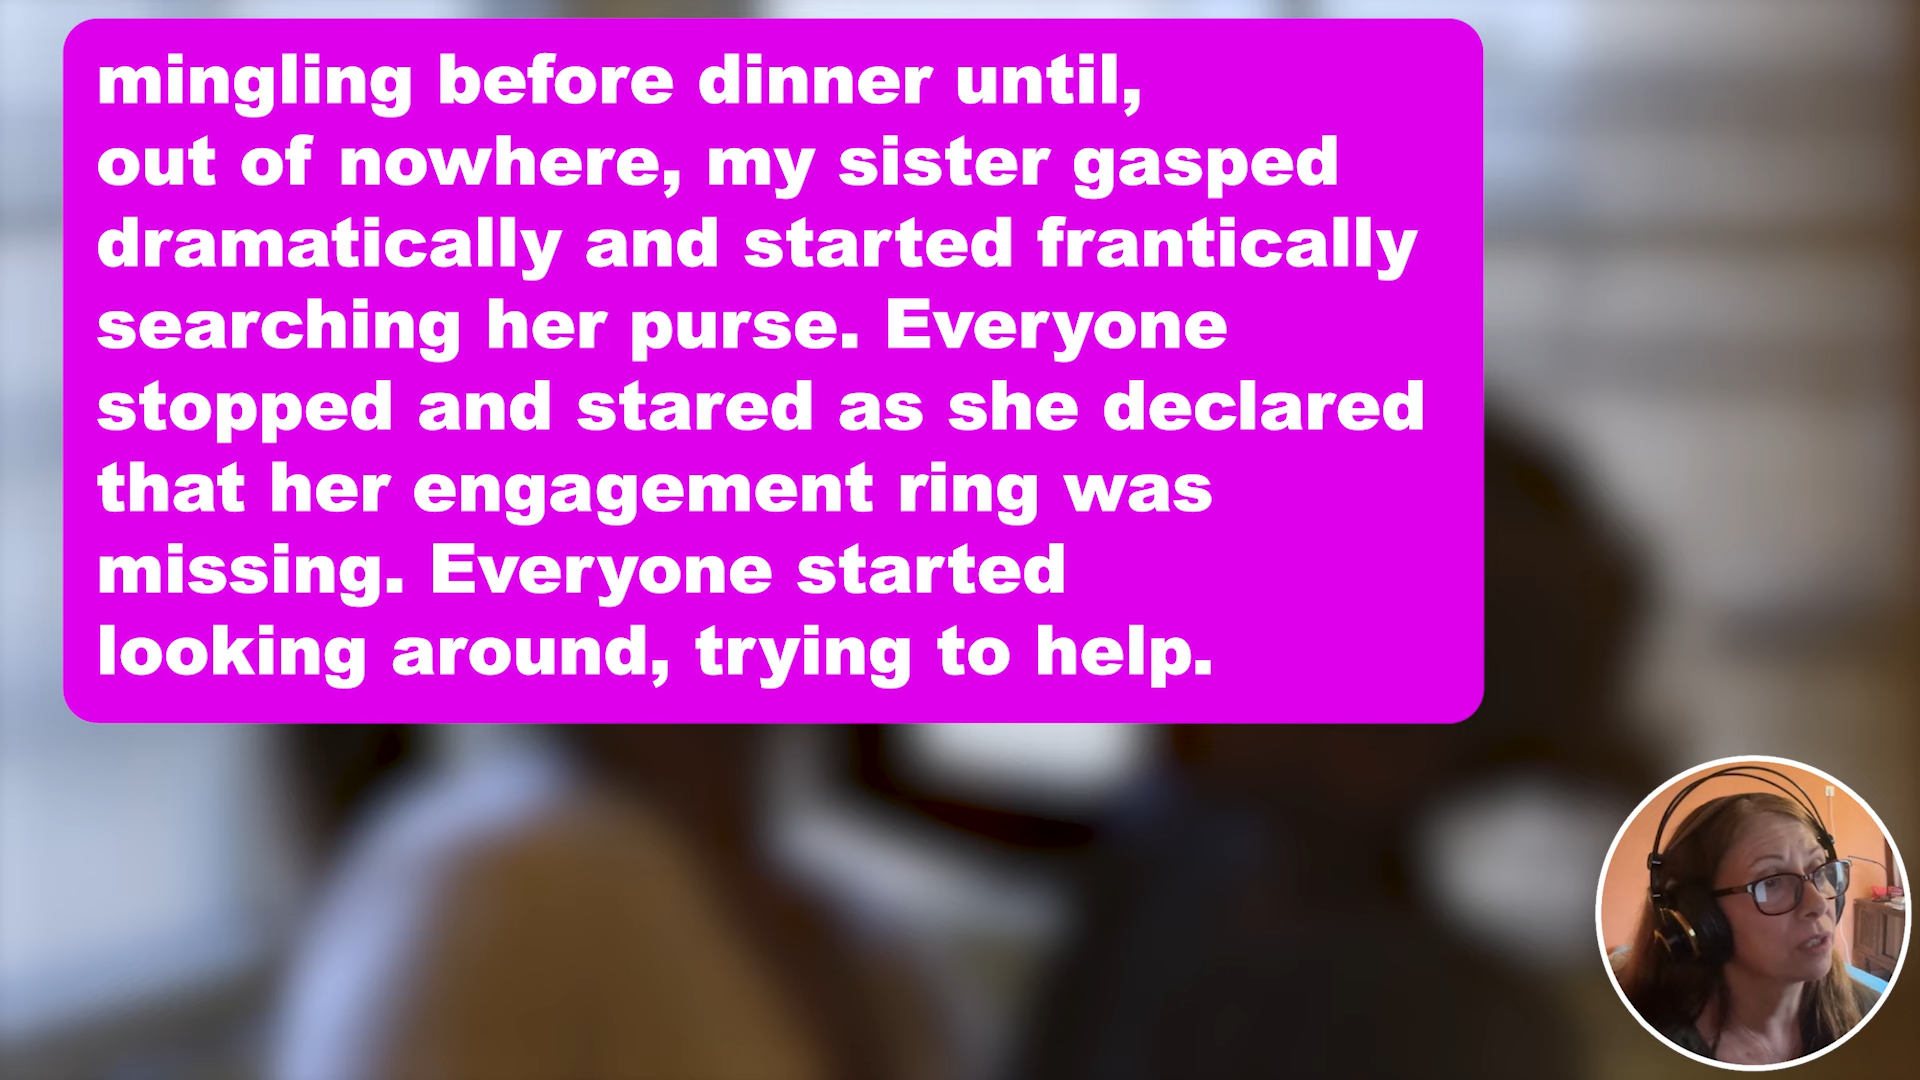 mingling before dinner until,
out of nowhere, my sister gasped
dramatically and started frantically
searching her purse. Everyone
stopped and stared as she declared
that her engagement ring was
missing. Everyone started
looking around, trying to help.